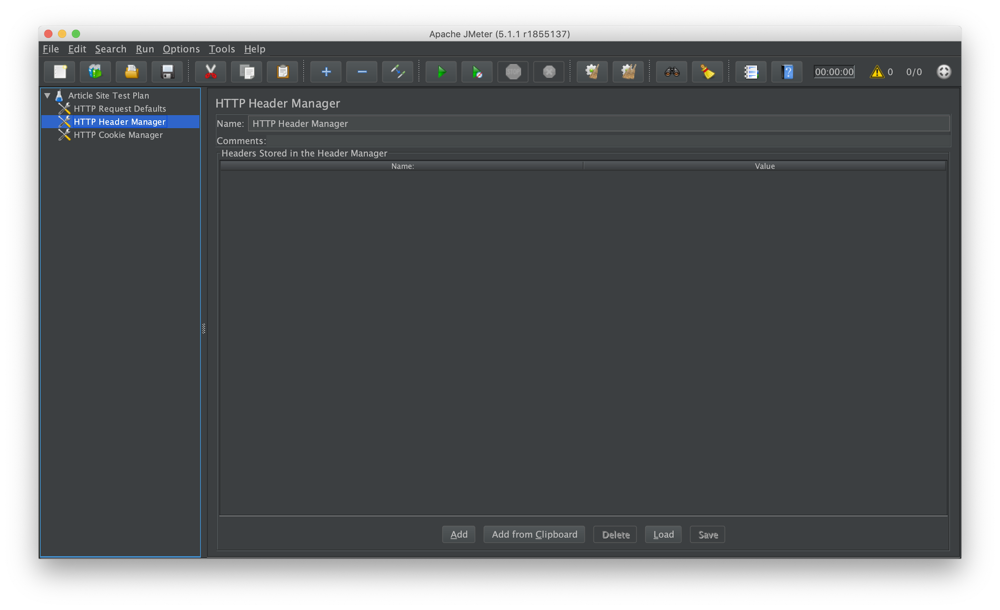 Apache JMeter (5.1.1 r1855137)
File Edit Search Run Options Tools Help
STOP
00:00:00 0 0/0
Article Site Test Plan
HTTP Request Defaults
HTTP Header Manager
HTTP Cookie Manager
HTTP Header Manager
Name: HTTP Header Manager
Comments:
Headers Stored in the Header Manager
Name: Value
Add Add from Clipboard Delete Load Save